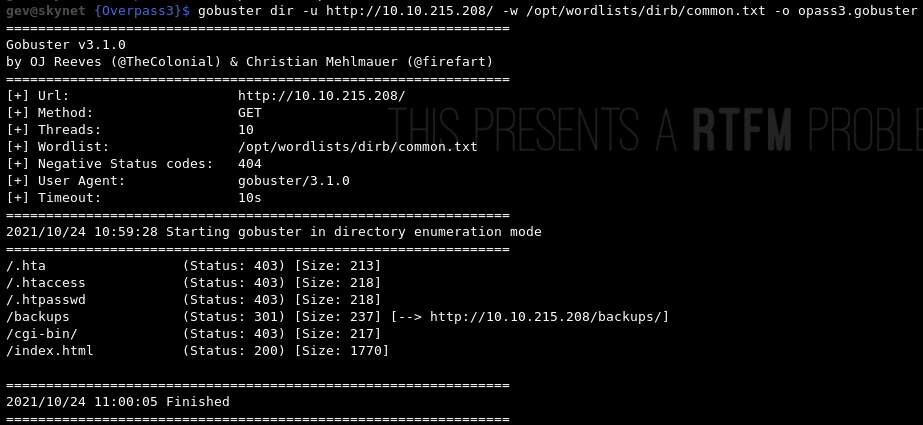 gev@skynet {Overpass3}$ gobuster dir -u http://10.10.215.208/ -w /opt/wordlists/dirb/common.txt -o opass3.gobuster
===============================================================
Gobuster v3.1.0
by OJ Reeves (@TheColonial) & Christian Mehlmauer (@firefart)
===============================================================
[+] Url:                     http://10.10.215.208/
[+] Method:                  GET
[+] Threads:                 10
THIS PRESENTS A RTFM PROBLE
[+] Wordlist:                /opt/wordlists/dirb/common.txt
[+] Negative Status codes:   404
[+] User Agent:              gobuster/3.1.0
[+] Timeout:                 10s
===============================================================
2021/10/24 10:59:28 Starting gobuster in directory enumeration mode
===============================================================
/.hta                 (Status: 403) [Size: 213]
/.htaccess            (Status: 403) [Size: 218]
/.htpasswd            (Status: 403) [Size: 218]
/backups              (Status: 301) [Size: 237] [--> http://10.10.215.208/backups/]
/cgi-bin/             (Status: 403) [Size: 217]
/index.html           (Status: 200) [Size: 1770]
===============================================================
2021/10/24 11:00:05 Finished
===============================================================